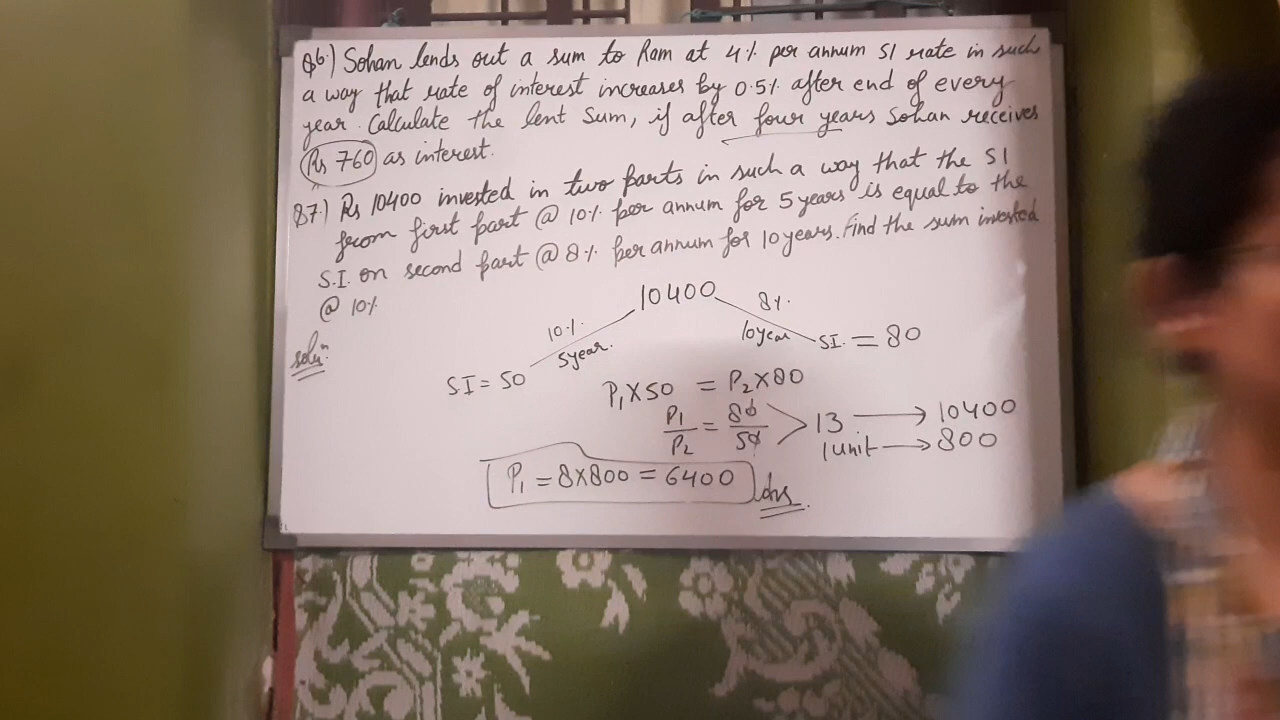 Q6.) Sohan lends out a sum to Ram at 4% per annum SI rate in such
a way that rate of interest increases by 0.5% after end of every
year. Calculate the lent Sum, if after four years Sohan receives
Rs 760 as interest.
Q7.) Rs 10400 invested in two parts in such a way that the SI
from first part @ 10% per annum for 5 years is equal to the
S.I. on second part @ 8% per annum for 10 years. Find the sum invested
@ 10%
Soln:
10400
10% 8%
5year. 10year
S.I = 50 SI. = 80
P₁ X 50 = P₂ X 80
P₁/P₂ = 80/50 > 13 → 10400
1 unit → 800
P₁ = 8X800 = 6400 Ans.